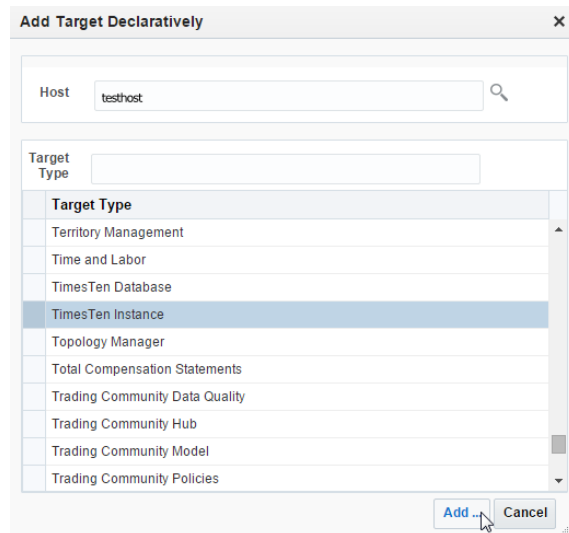 Add Target Declaratively
Host
testhost
Target
Type
Target Type
Territory Management
Time and Labor
TimesTen Database
TimesTen Instance
Topology Manager
Total Compensation Statements
Trading Community Data Quality
Trading Community Hub
Trading Community Model
Trading Community Policies
Add ... Cancel